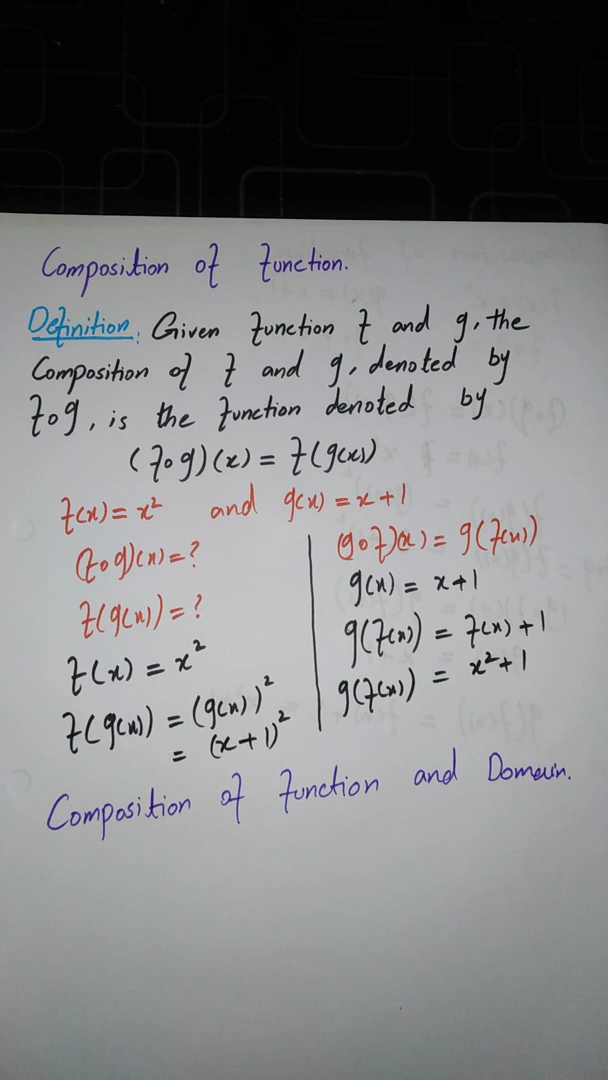 Composition of function.
Definition: Given function f and g, the
Composition of f and g, denoted by
fog, is the function denoted by
(fog)(x) = f(g(x))
f(x) = x² and g(x) = x+1
(fog)(x) = ?
f(g(x)) = ?
f(x) = x²
f(g(x)) = (g(x))²
= (x+1)²
(gof)(x) = g(f(x))
g(x) = x+1
g(f(x)) = f(x)+1
g(f(x)) = x²+1
Composition of function and Domain.